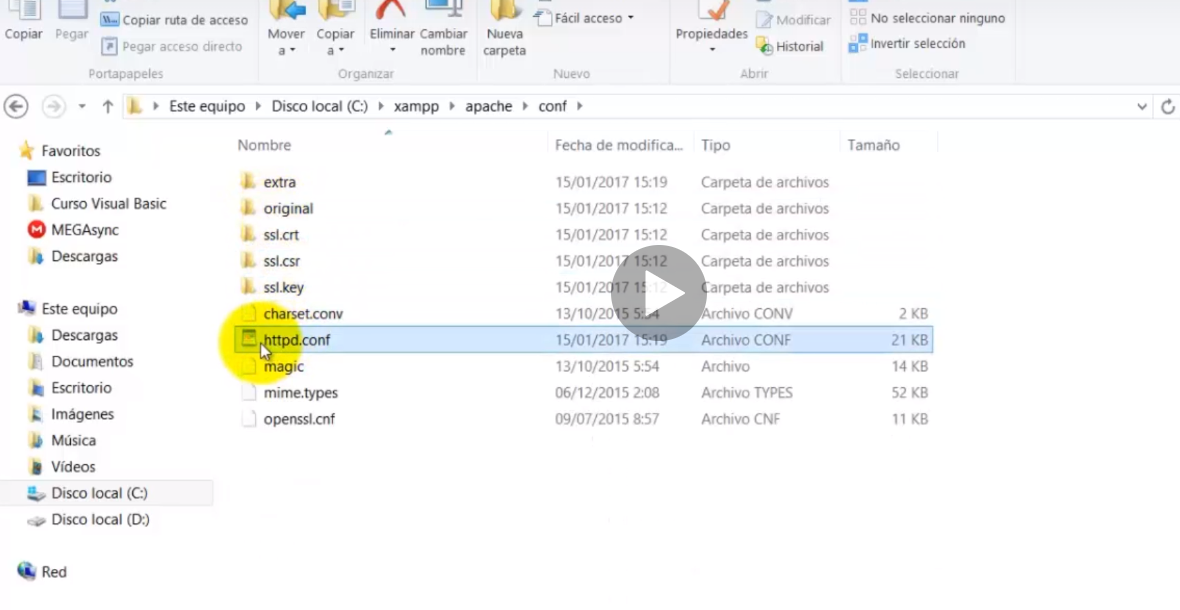 Copiar
Pegar
Copiar ruta de acceso
Pegar acceso directo
Portapapeles
Mover a
Copiar a
Eliminar
Cambiar nombre
Organizar
Nueva carpeta
Fácil acceso
Nuevo
Propiedades
Modificar
Historial
Abrir
No seleccionar ninguno
Invertir selección
Seleccionar
Este equipo Disco local (C:) xampp apache conf
Favoritos
Escritorio
Curso Visual Basic
MEGAsync
Descargas
Este equipo
Descargas
Documentos
Escritorio
Imágenes
Música
Vídeos
Disco local (C:)
Disco local (D:)
Red
Nombre Fecha de modifica... Tipo Tamaño
extra 15/01/2017 15:19 Carpeta de archivos
original 15/01/2017 15:12 Carpeta de archivos
ssl.crt 15/01/2017 15:12 Carpeta de archivos
ssl.csr 15/01/2017 15:12 Carpeta de archivos
ssl.key 15/01/2017 15:12 Carpeta de archivos
charset.conv 13/10/2015 5:54 Archivo CONV 2 KB
httpd.conf 15/01/2017 15:19 Archivo CONF 21 KB
magic 13/10/2015 5:54 Archivo 14 KB
mime.types 06/12/2015 2:08 Archivo TYPES 52 KB
openssl.cnf 09/07/2015 8:57 Archivo CNF 11 KB